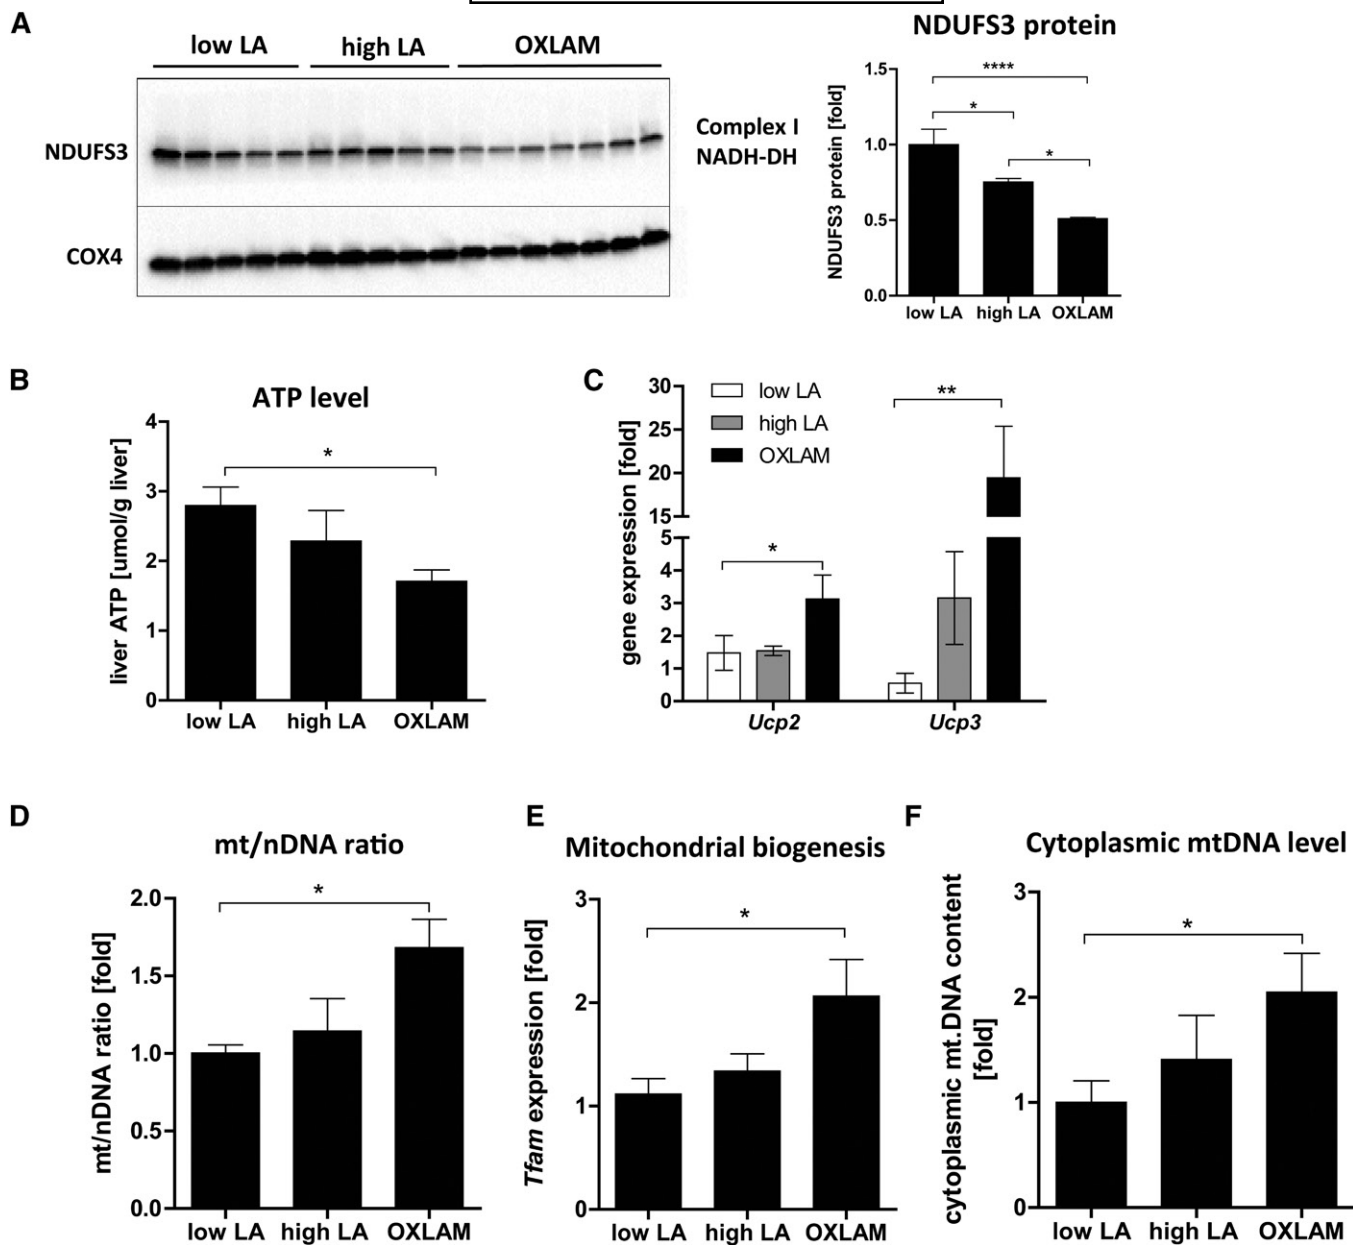 A
low LA high LA OXLAM
NDUFS3
COX4
Complex I
NADH-DH
NDUFS3 protein
NDUFS3 protein [fold]
1.5
1.0
0.5
0.0
****
*
*
low LA high LA OXLAM
B
ATP level
liver ATP [umol/g liver]
4
3
2
1
0
*
low LA high LA OXLAM
C
gene expression [fold]
30
25
20
15
5
4
3
2
1
0
low LA
high LA
OXLAM
*
**
Ucp2 Ucp3
D
mt/nDNA ratio
mt/nDNA ratio [fold]
2.0
1.5
1.0
0.5
0.0
*
low LA high LA OXLAM
E
Mitochondrial biogenesis
Tfam expression [fold]
3
2
1
0
*
low LA high LA OXLAM
F
Cytoplasmic mtDNA level
cytoplasmic mt.DNA content
[fold]
3
2
1
0
*
low LA high LA OXLAM